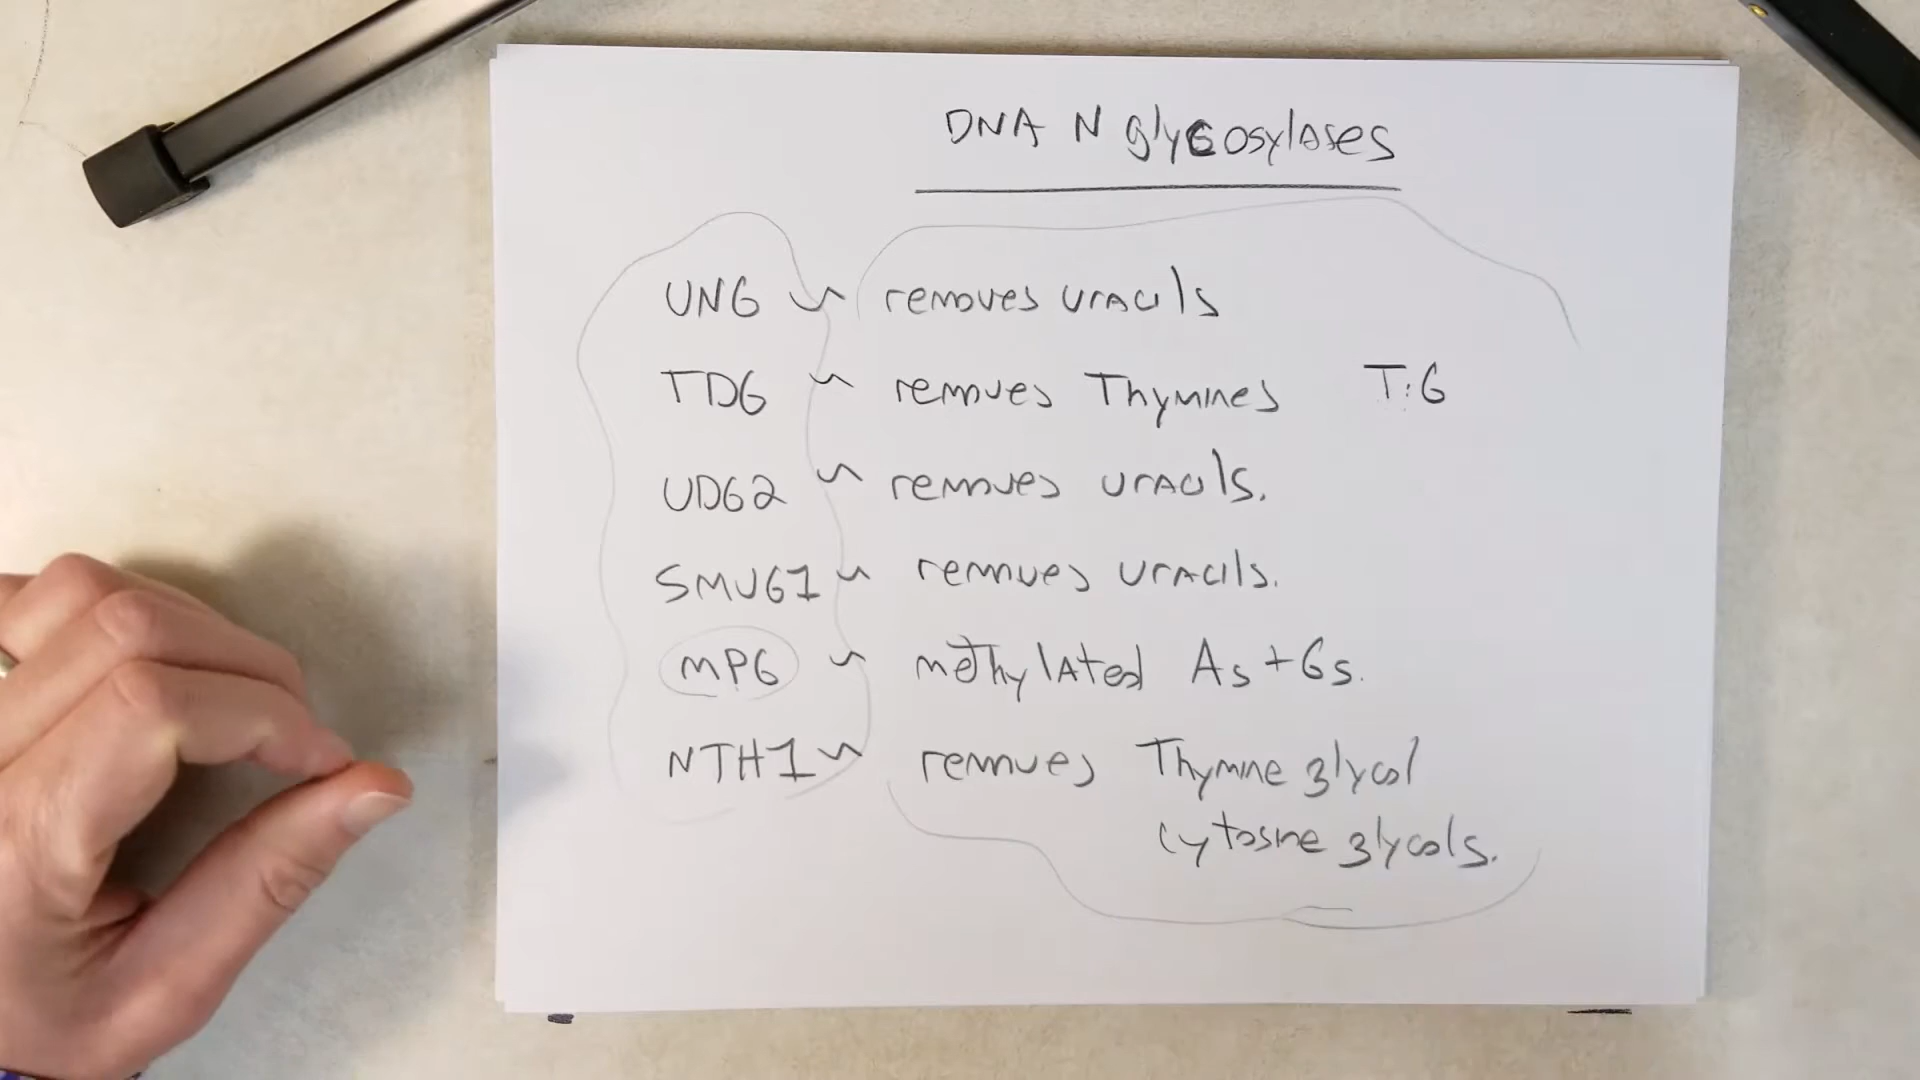 DNA N glycosylases
UNG ~ removes uracils
TDG ~ removes Thymines T:G
UDG2 ~ removes uracils.
SMUG1 ~ removes uracils.
MPG ~ methylated As + Gs.
NTH1 ~ removes Thymine glycol
cytosine glycols.